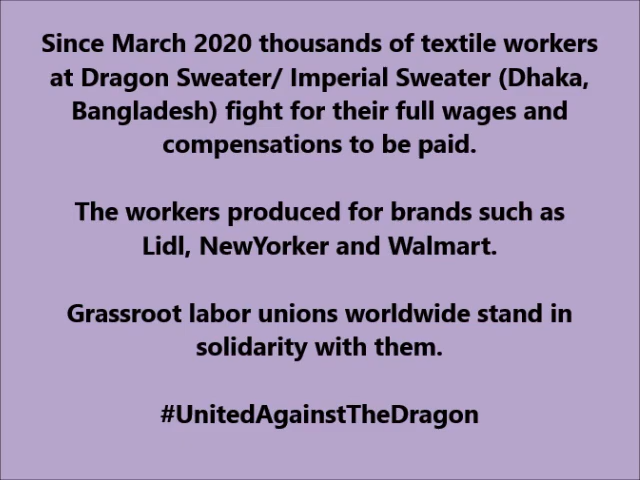 Since March 2020 thousands of textile workers
at Dragon Sweater/ Imperial Sweater (Dhaka,
Bangladesh) fight for their full wages and
compensations to be paid.
The workers produced for brands such as
Lidl, NewYorker and Walmart.
Grassroot labor unions worldwide stand in
solidarity with them.
#UnitedAgainstTheDragon